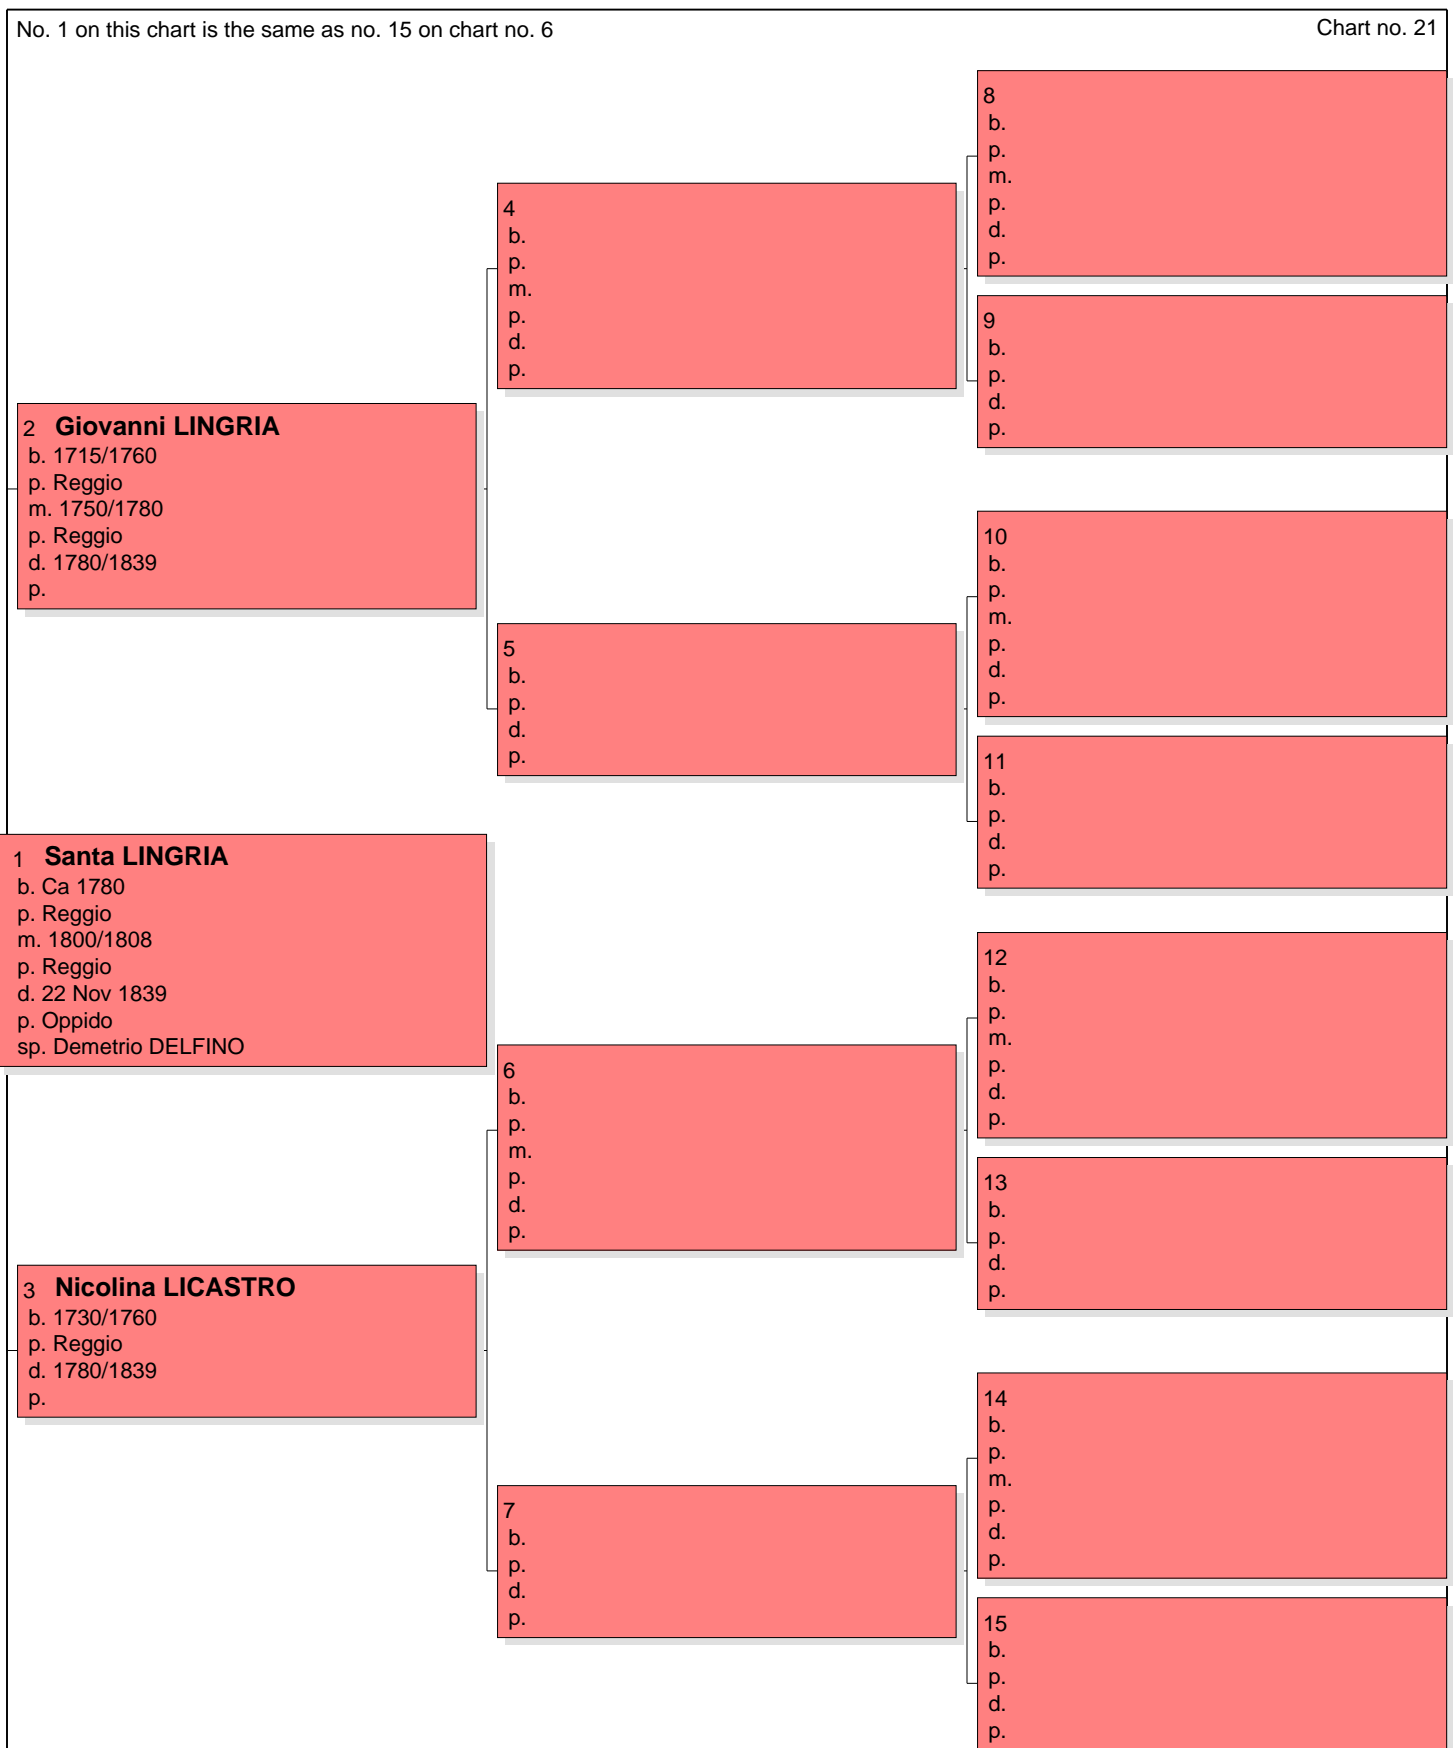 No. 1 on this chart is the same as no. 15 on chart no. 6
Chart no. 21
8
b.
p.
m.
p.
d.
p.
4
b.
p.
m.
p.
d.
p.
9
b.
p.
d.
p.
2 Giovanni LINGRIA
b. 1715/1760
p. Reggio
m. 1750/1780
p. Reggio
d. 1780/1839
p.
10
b.
p.
m.
p.
d.
p.
5
b.
p.
d.
p.
11
b.
p.
d.
p.
1 Santa LINGRIA
b. Ca 1780
p. Reggio
m. 1800/1808
p. Reggio
d. 22 Nov 1839
p. Oppido
sp. Demetrio DELFINO
12
b.
p.
m.
p.
d.
p.
6
b.
p.
m.
p.
d.
p.
13
b.
p.
d.
p.
3 Nicolina LICASTRO
b. 1730/1760
p. Reggio
d. 1780/1839
p.
14
b.
p.
m.
p.
d.
p.
7
b.
p.
d.
p.
15
b.
p.
d.
p.